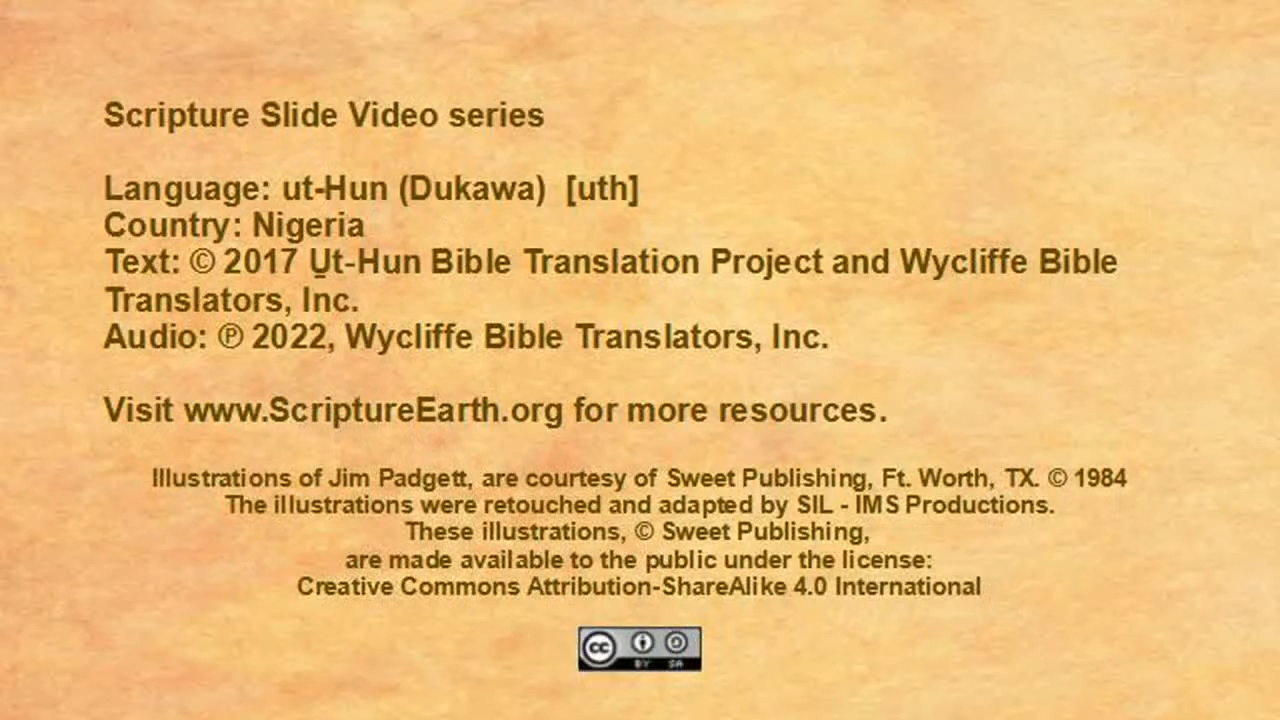 Scripture Slide Video series
Language: ut-Hun (Dukawa) [uth]
Country: Nigeria
Text: © 2017 U̱t-Hun Bible Translation Project and Wycliffe Bible
Translators, Inc.
Audio: ℗ 2022, Wycliffe Bible Translators, Inc.
Visit www.ScriptureEarth.org for more resources.
Illustrations of Jim Padgett, are courtesy of Sweet Publishing, Ft. Worth, TX. © 1984
The illustrations were retouched and adapted by SIL - IMS Productions.
These illustrations, © Sweet Publishing,
are made available to the public under the license:
Creative Commons Attribution-ShareAlike 4.0 International
cc BY SA